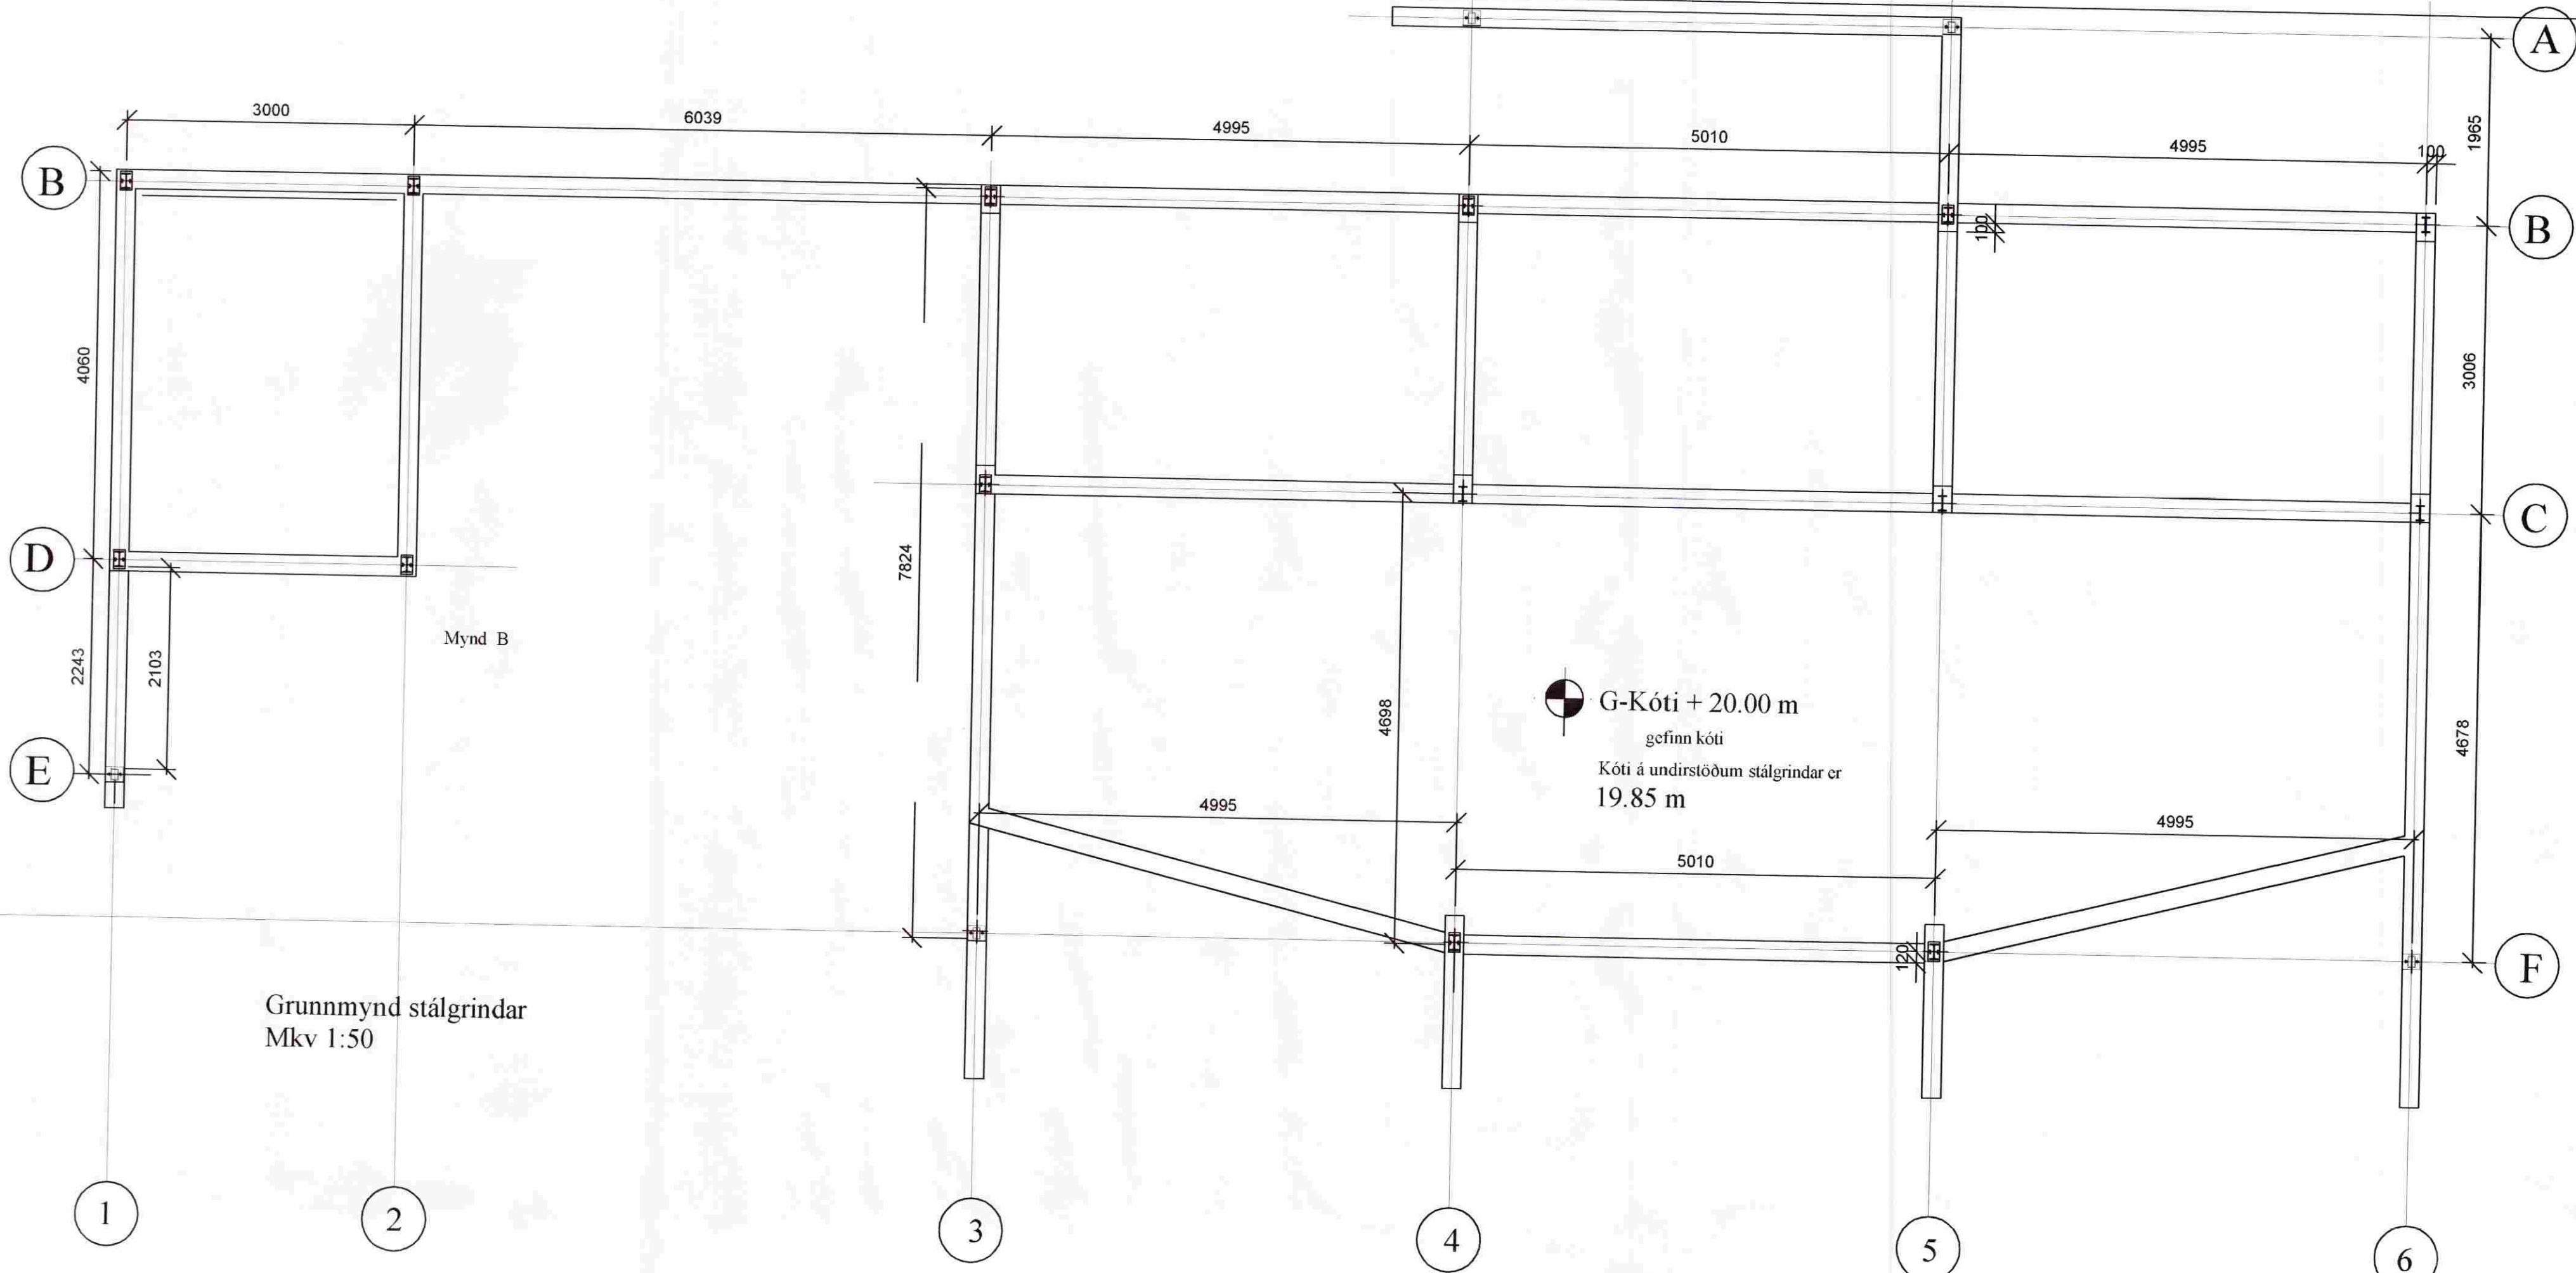 A
3000
6039
4995
5010
4995
100
1965
B
B
100
4060
3006
7824
C
D
Mynd B
2243
2103
4698
G-Kóti + 20.00 m
gefinn kóti
Kóti á undirstöðum stálgrindar er
19.85 m
4678
E
4995
4995
5010
120
F
Grunnmynd stálgrindar
Mkv 1:50
1
2
3
4
5
6